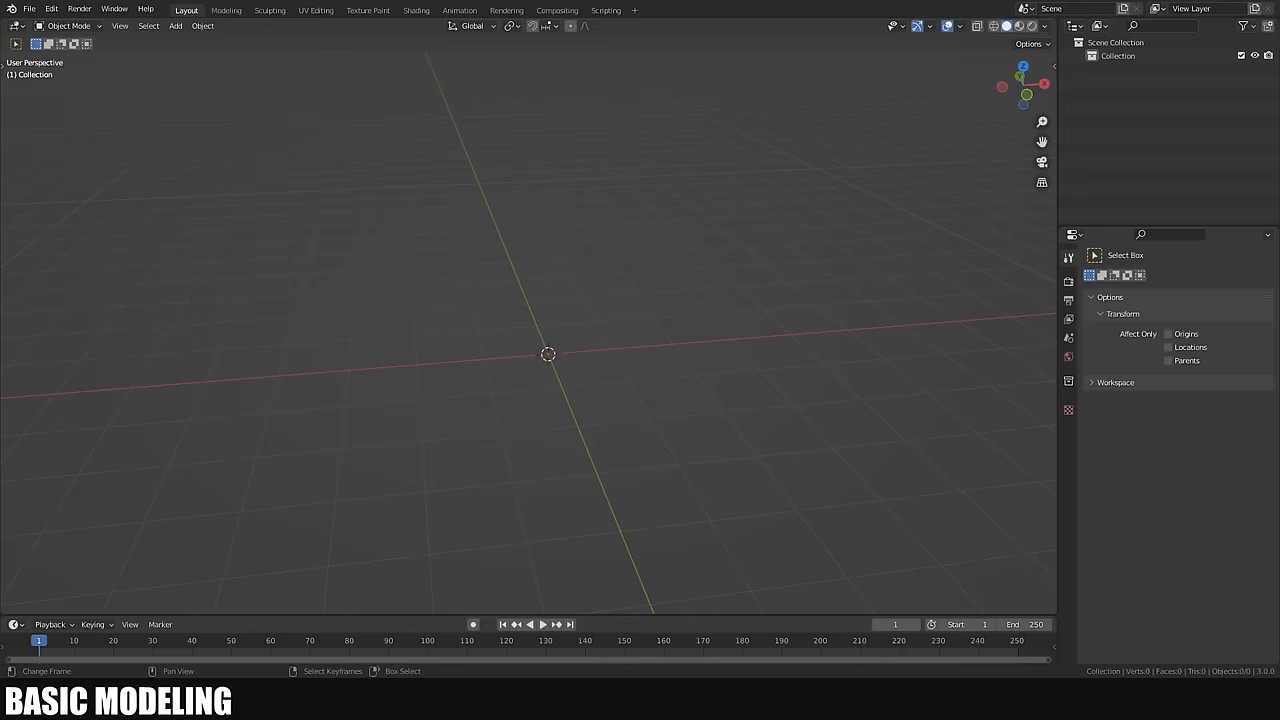 File Edit Render Window Help Layout Modeling Sculpting UV Editing Texture Paint Shading Animation Compositing Rendering Scripting + Scene View Layer
Object Mode View Select Add Object Global
Options
User Perspective
(1) Collection
Z
Y
X
Scene Collection
Collection
Select Box
Options
Transform
Affect Only Origins
Locations
Parents
Workspace
Playback Keying View Marker 1 Start 1 End 250
1 10 20 30 40 50 60 70 80 90 100 110 120 130 140 150 160 170 180 190 200 210 220 230 240 250
Change Frame Pan View Select Keyframes Box Select Collection | Verts:0 | Faces:0 | Tris:0 | Objects:0/0 | 3.0.0
BASIC MODELING